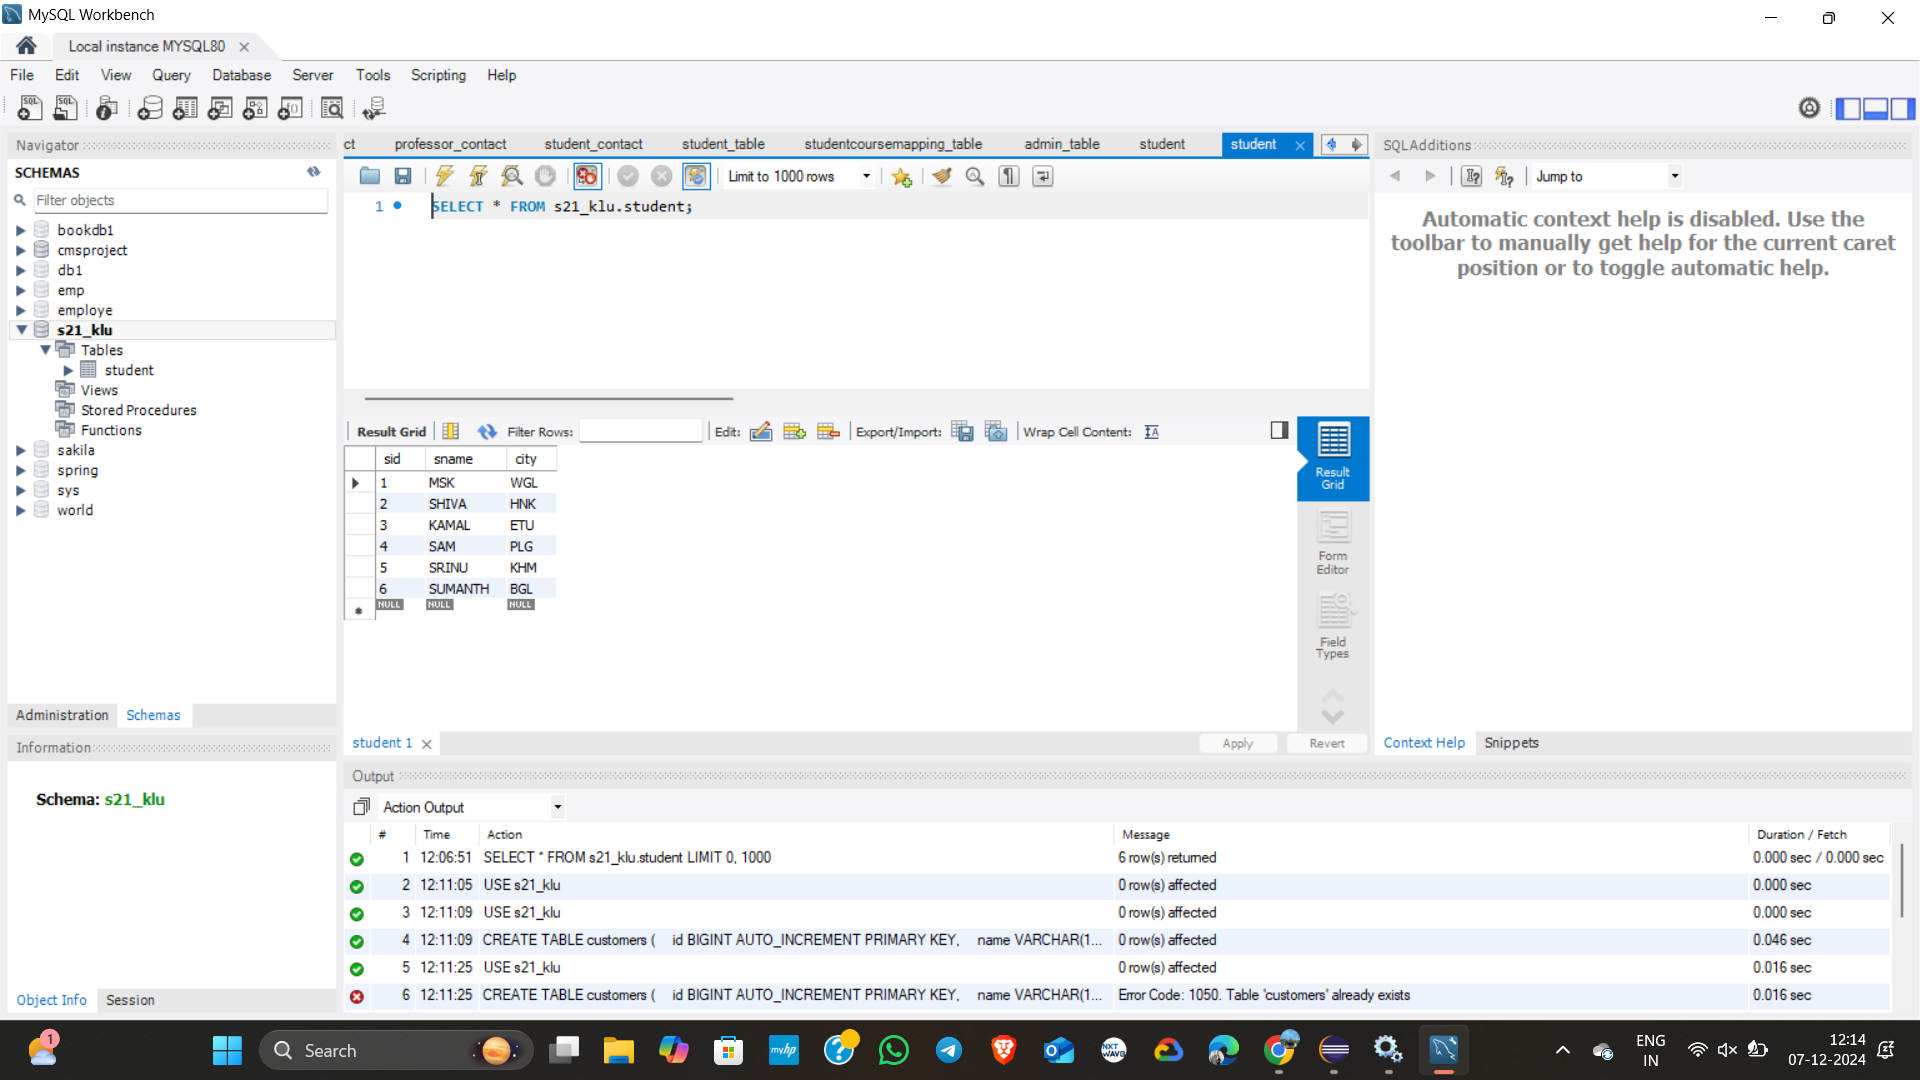 MySQL Workbench
Local instance MYSQL80
File Edit View Query Database Server Tools Scripting Help
Navigator
SCHEMAS
Filter objects
bookdb1
cmsproject
db1
emp
employe
s21_klu
Tables
student
Views
Stored Procedures
Functions
sakila
spring
sys
world
Administration Schemas
Information
Schema: s21_klu
Object Info Session
ct professor_contact student_contact student_table studentcoursemapping_table admin_table student student
Limit to 1000 rows
1 SELECT * FROM s21_klu.student;
Result Grid Filter Rows: Edit: Export/Import: Wrap Cell Content:
sid sname city
1 MSK WGL
2 SHIVA HNK
3 KAMAL ETU
4 SAM PLG
5 SRINU KHM
6 SUMANTH BGL
NULL NULL NULL
Result
Grid
Form
Editor
Field
Types
student 1 Apply Revert
SQLAdditions
Jump to
Automatic context help is disabled. Use the
toolbar to manually get help for the current caret
position or to toggle automatic help.
Context Help Snippets
Output
Action Output
# Time Action Message Duration / Fetch
1 12:06:51 SELECT * FROM s21_klu.student LIMIT 0, 1000 6 row(s) returned 0.000 sec / 0.000 sec
2 12:11:05 USE s21_klu 0 row(s) affected 0.000 sec
3 12:11:09 USE s21_klu 0 row(s) affected 0.000 sec
4 12:11:09 CREATE TABLE customers ( id BIGINT AUTO_INCREMENT PRIMARY KEY, name VARCHAR(1... 0 row(s) affected 0.046 sec
5 12:11:25 USE s21_klu 0 row(s) affected 0.016 sec
6 12:11:25 CREATE TABLE customers ( id BIGINT AUTO_INCREMENT PRIMARY KEY, name VARCHAR(1... Error Code: 1050. Table 'customers' already exists 0.016 sec
1 Search myhp NXT WAVE ENG 12:14
IN 07-12-2024